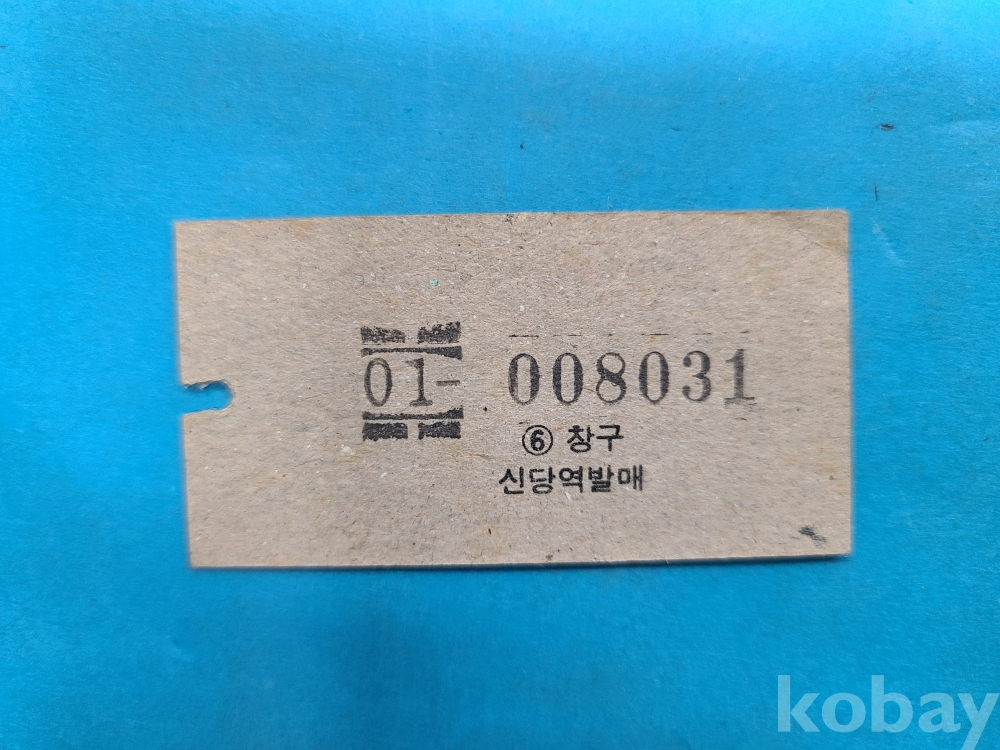 01- 008031
⑥ 창구
신당역발매
kobay